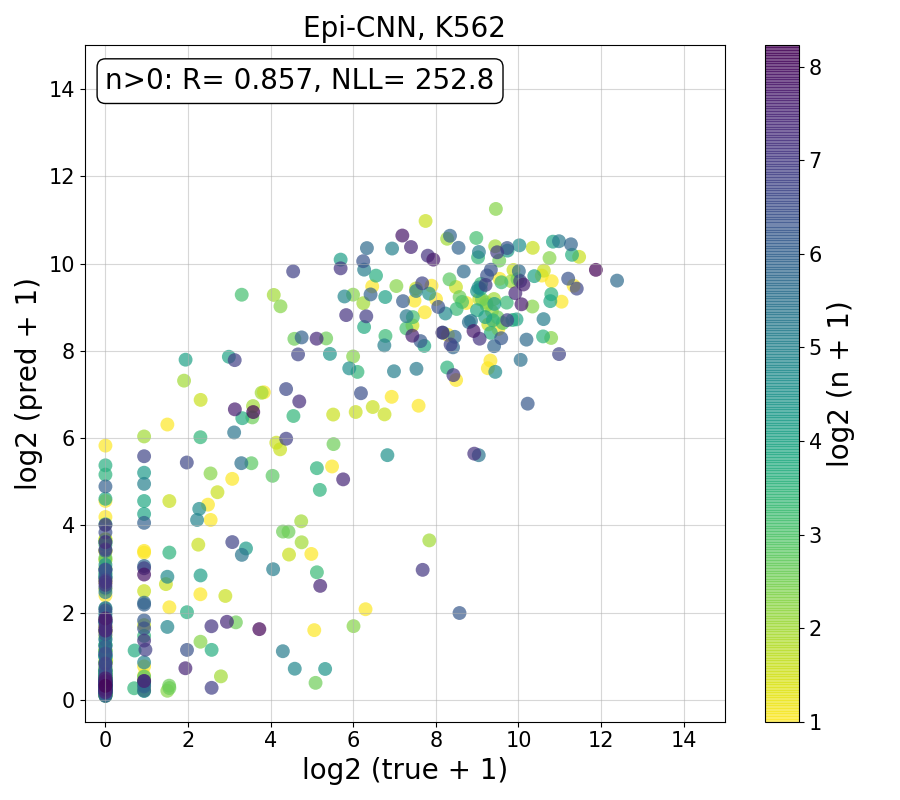 Epi-CNN, K562
n>0: R= 0.857, NLL= 252.8
log2 (pred + 1)
14
12
10
8
6
4
2
0
0 2 4 6 8 10 12 14
log2 (true + 1)
8
7
6
5
4
3
2
1
log2 (n + 1)